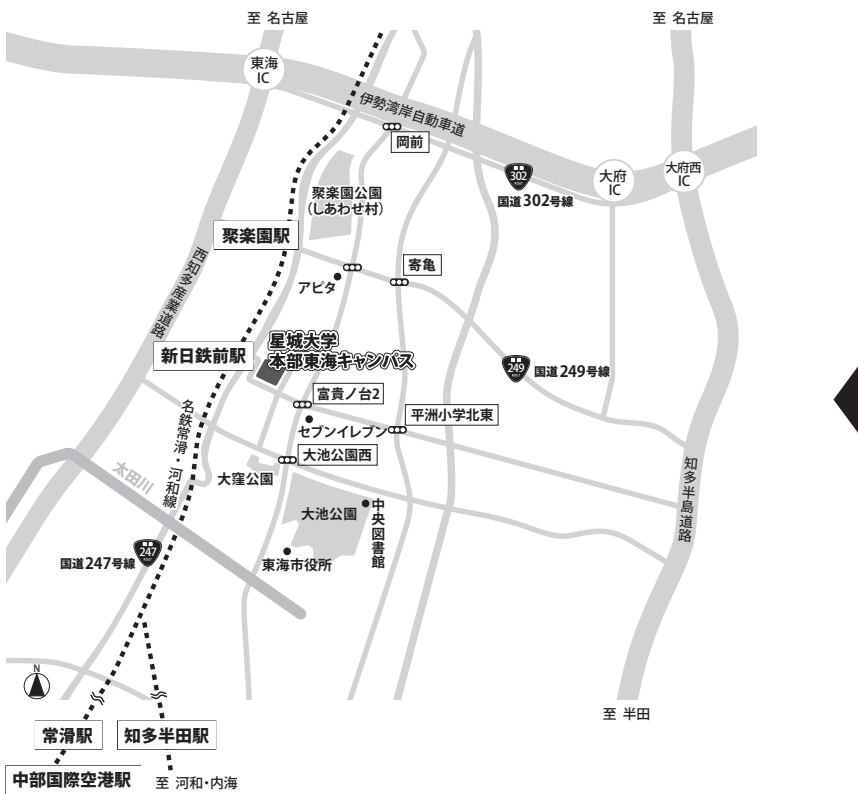 至 名古屋
至 名古屋
東海
IC
伊勢湾岸自動車道
岡前
302
国道302号線
大府
IC
大府西
IC
聚楽園公園
(しあわせ村)
聚楽園駅
寄亀
アピタ
西知多産業道路
星城大学
本部東海キャンパス
新日鉄前駅
249
国道249号線
富貴ノ台2
セブンイレブン
平洲小学北東
名鉄常滑・河和線
大池公園西
大窪公園
太田川
知多半島道路
大池公園
中央図書館
247
国道247号線
東海市役所
N
至 半田
常滑駅
知多半田駅
中部国際空港駅
至 河和・内海